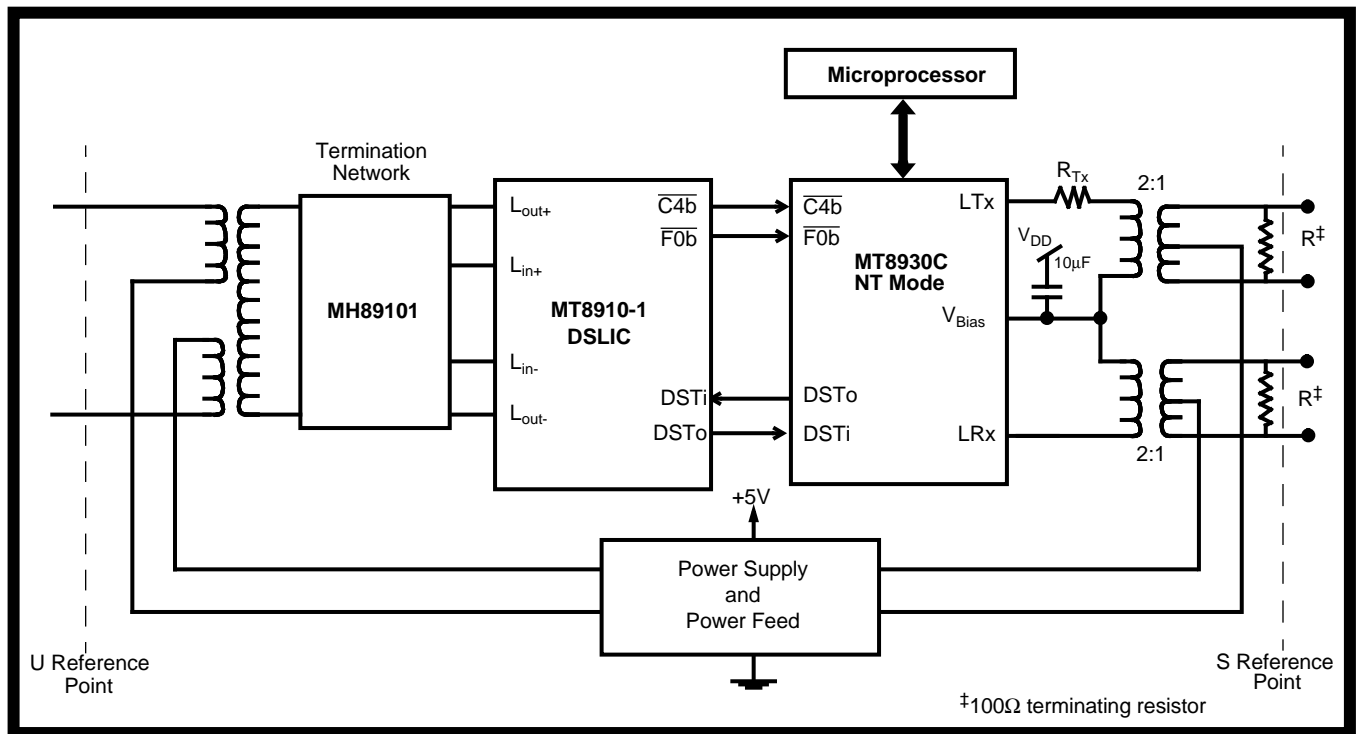 Microprocessor
Termination
Network
MH89101
Lout+
Lin+
Lin-
Lout-
MT8910-1
DSLIC
C4b
F0b
DSTi
DSTo
C4b
F0b
MT8930C
NT Mode
DSTo
DSTi
LTx
VBias
LRx
RTx
VDD
10µF
2:1
2:1
R‡
R‡
+5V
Power Supply
and
Power Feed
U Reference
Point
S Reference
Point
‡100Ω terminating resistor